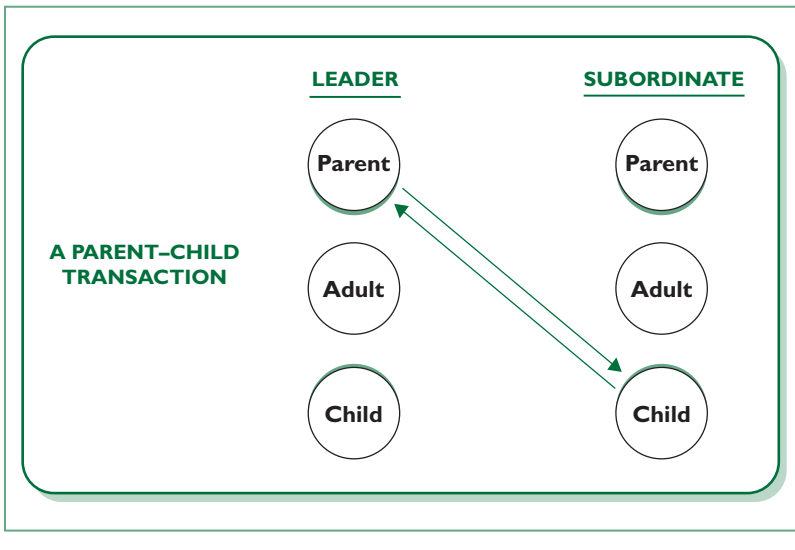 LEADER
SUBORDINATE
Parent
Parent
A PARENT–CHILD
TRANSACTION
Adult
Adult
Child
Child